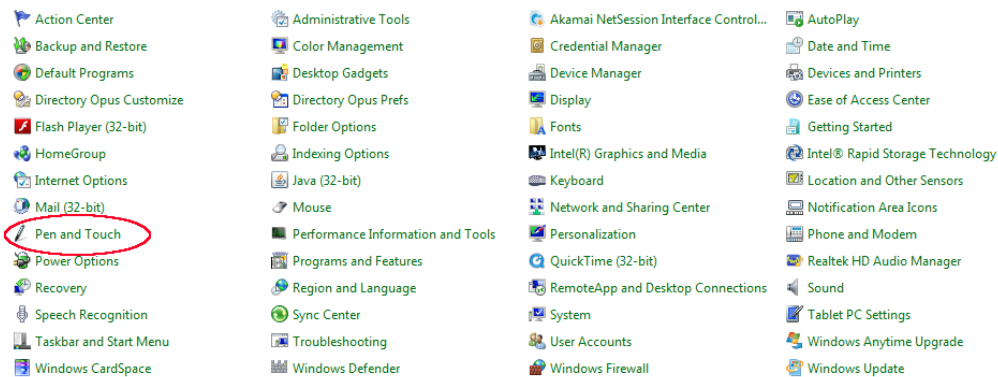 Action Center
Administrative Tools
Akamai NetSession Interface Control...
AutoPlay
Backup and Restore
Color Management
Credential Manager
Date and Time
Default Programs
Desktop Gadgets
Device Manager
Devices and Printers
Directory Opus Customize
Directory Opus Prefs
Display
Ease of Access Center
Flash Player (32-bit)
Folder Options
Fonts
Getting Started
HomeGroup
Indexing Options
Intel(R) Graphics and Media
Intel® Rapid Storage Technology
Internet Options
Java (32-bit)
Keyboard
Location and Other Sensors
Mail (32-bit)
Mouse
Network and Sharing Center
Notification Area Icons
Pen and Touch
Performance Information and Tools
Personalization
Phone and Modem
Power Options
Programs and Features
QuickTime (32-bit)
Realtek HD Audio Manager
Recovery
Region and Language
RemoteApp and Desktop Connections
Sound
Speech Recognition
Sync Center
System
Tablet PC Settings
Taskbar and Start Menu
Troubleshooting
User Accounts
Windows Anytime Upgrade
Windows CardSpace
Windows Defender
Windows Firewall
Windows Update